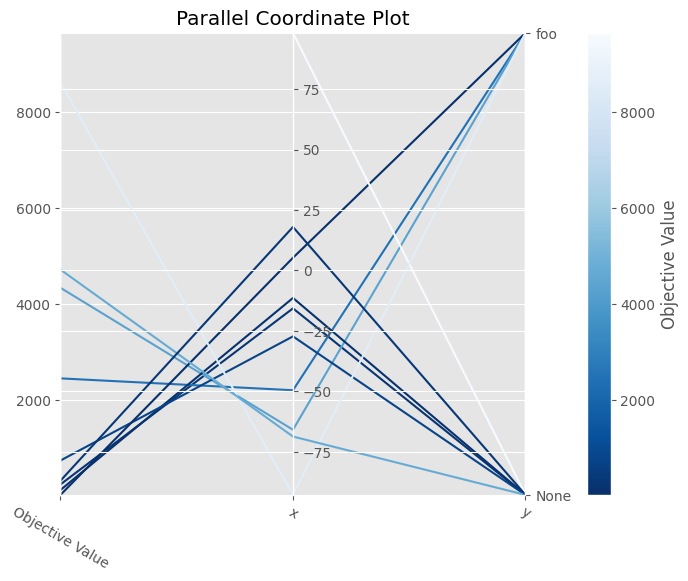 Parallel Coordinate Plot
foo
8000
6000
4000
2000
75
50
25
0
−25
−50
−75
None
8000
6000
4000
2000
Objective Value
Objective Value
x
y